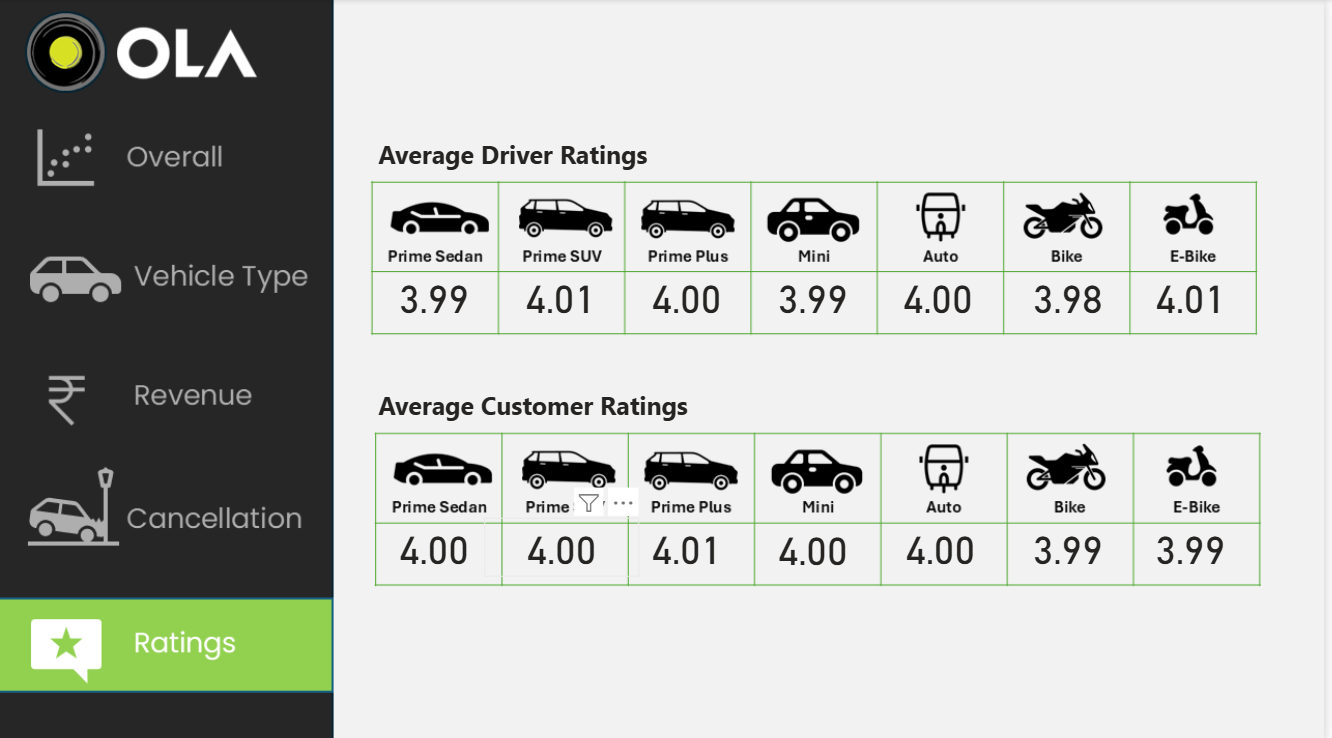 OLA
Overall
Vehicle Type
Revenue
Cancellation
Ratings
Average Driver Ratings
Prime Sedan Prime SUV Prime Plus Mini Auto Bike E-Bike
3.99 4.01 4.00 3.99 4.00 3.98 4.01
Average Customer Ratings
Prime Sedan Prime Prime Plus Mini Auto Bike E-Bike
4.00 4.00 4.01 4.00 4.00 3.99 3.99